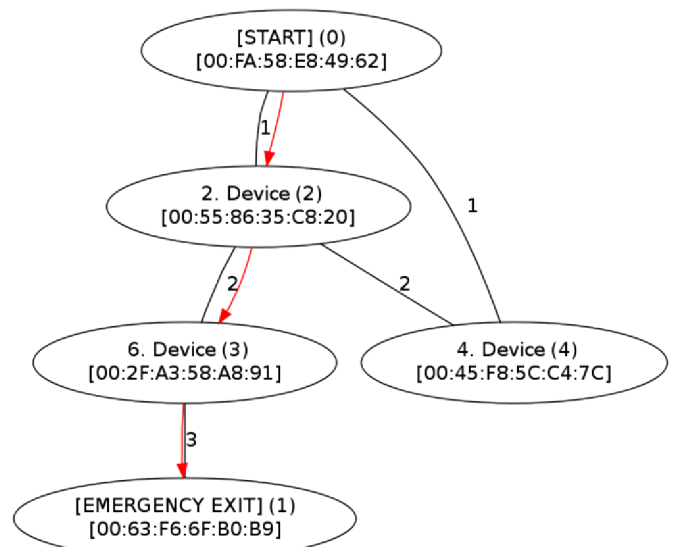 [START] (0)
[00:FA:58:E8:49:62]
1
2. Device (2)
[00:55:86:35:C8:20]
1
2
2
6. Device (3)
[00:2F:A3:58:A8:91]
4. Device (4)
[00:45:F8:5C:C4:7C]
3
[EMERGENCY EXIT] (1)
[00:63:F6:6F:B0:B9]